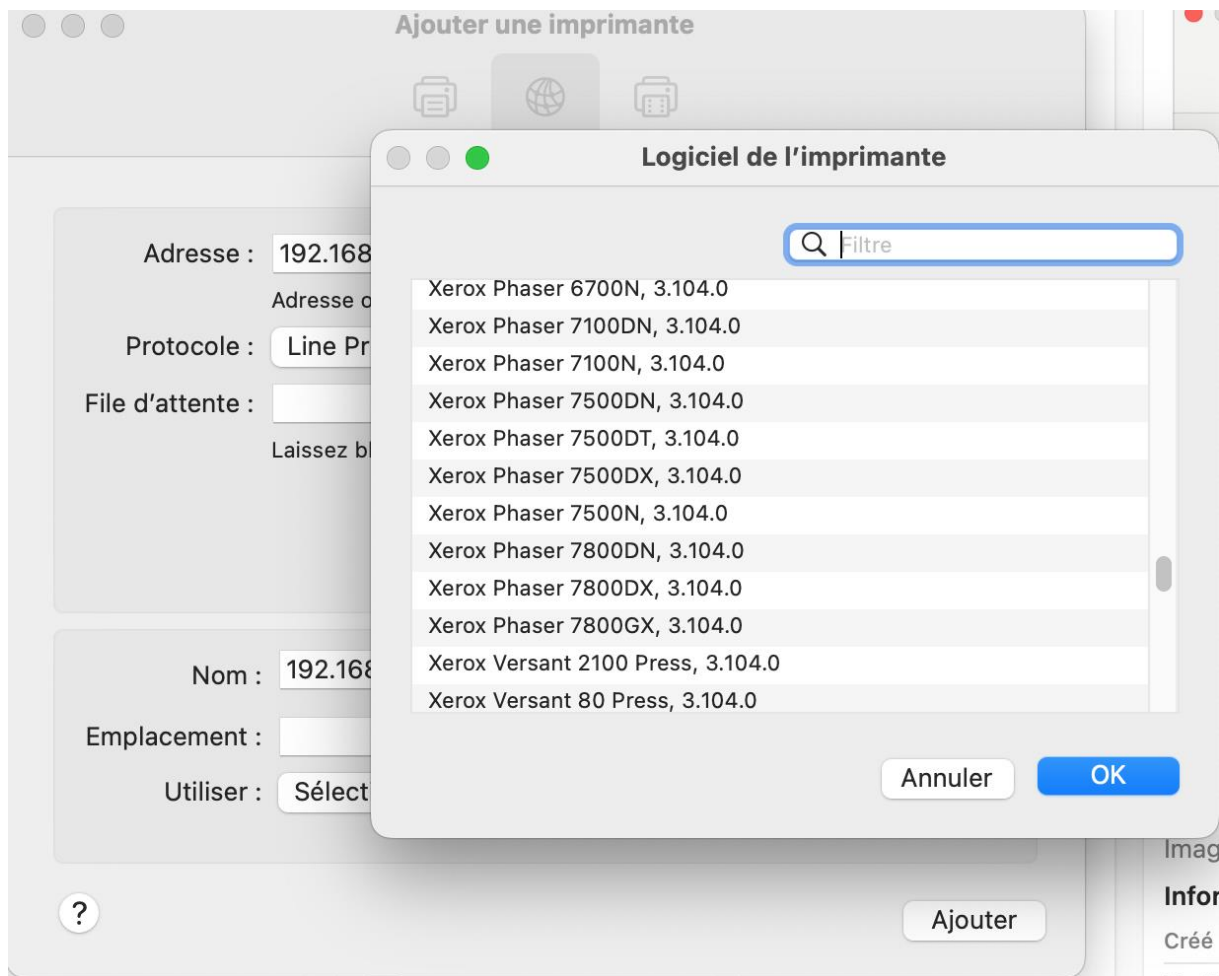 Ajouter une imprimante
Logiciel de l'imprimante
Filtre
Adresse :
192.168
Adresse
Protocole :
Line
File d'attente :
Laissez
Nom :
192.168
Emplacement :
Utiliser :
Xerox Phaser 6700N, 3.104.0
Xerox Phaser 7100DN, 3.104.0
Xerox Phaser 7100N, 3.104.0
Xerox Phaser 7500DN, 3.104.0
Xerox Phaser 7500DT, 3.104.0
Xerox Phaser 7500DX, 3.104.0
Xerox Phaser 7500N, 3.104.0
Xerox Phaser 7800DN, 3.104.0
Xerox Phaser 7800DX, 3.104.0
Xerox Phaser 7800GX, 3.104.0
Xerox Versant 2100 Press, 3.104.0
Xerox Versant 80 Press, 3.104.0
Annuler
OK
?
Ajouter
Créé